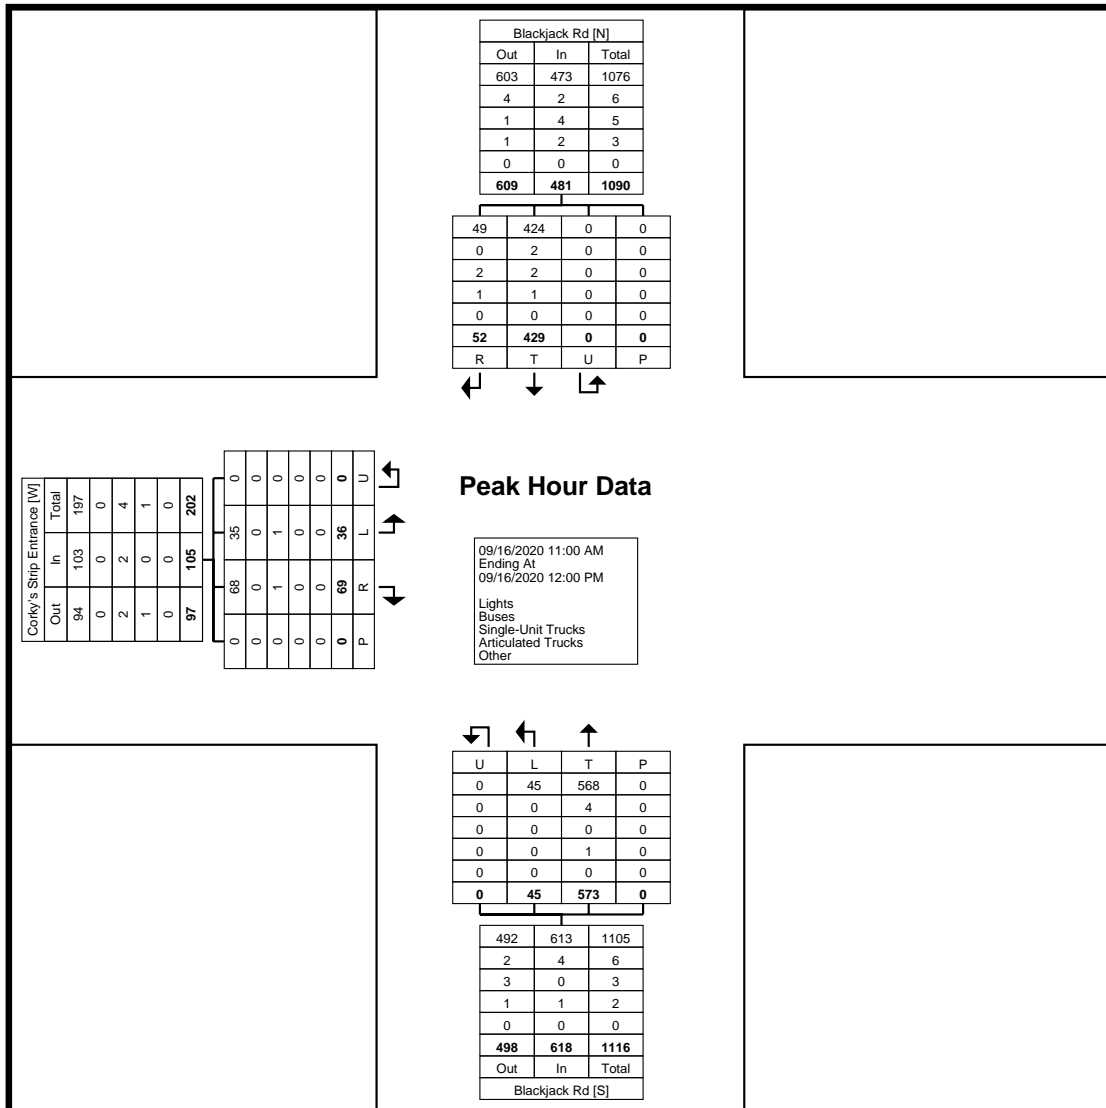 Blackjack Rd [N]
Out In Total
603 473 1076
4 2 6
1 4 5
1 2 3
0 0 0
609 481 1090
49 424 0 0
0 2 0 0
2 2 0 0
1 1 0 0
0 0 0 0
52 429 0 0
R T U P
Corky's Strip Entrance [W]
Out In Total
94 103 197
0 0 0
2 2 4
1 0 1
0 0 0
97 105 202
0 68 35 0
0 0 0 0
0 1 1 0
0 0 0 0
0 0 0 0
0 69 36 0
P R L U
Peak Hour Data
09/16/2020 11:00 AM
Ending At
09/16/2020 12:00 PM
Lights
Buses
Single-Unit Trucks
Articulated Trucks
Other
U L T P
0 45 568 0
0 0 4 0
0 0 0 0
0 0 1 0
0 0 0 0
0 45 573 0
492 613 1105
2 4 6
3 0 3
1 1 2
0 0 0
498 618 1116
Out In Total
Blackjack Rd [S]